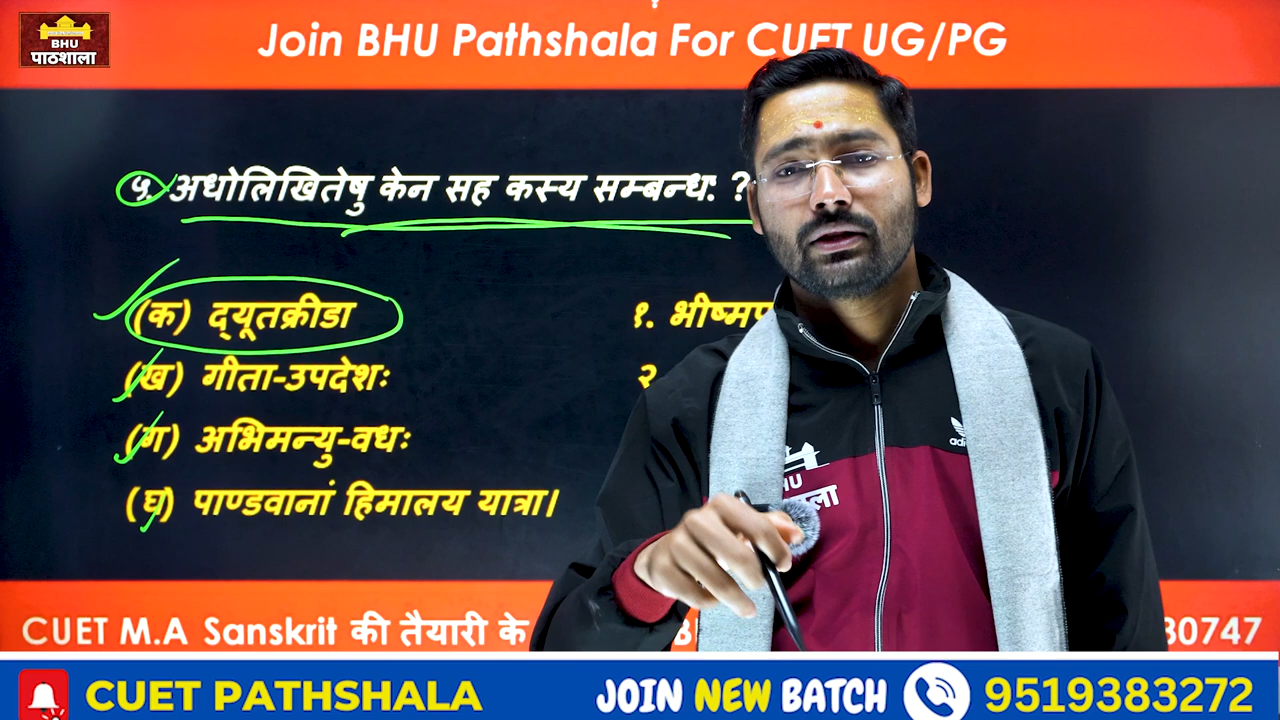 BHU
पाठशाला
Join BHU Pathshala For CUET UG/PG
५. अधोलिखितेषु केन सह कस्य सम्बन्धः ?
(क) द्यूतक्रीडा
१.
(ख) गीता-उपदेशः
२
(ग) अभिमन्यु-वधः
(घ) पाण्डवानां हिमालय यात्रा।
CUET M.A Sanskrit की तैयारी के
30747
CUET PATHSHALA
JOIN NEW BATCH
9519383272